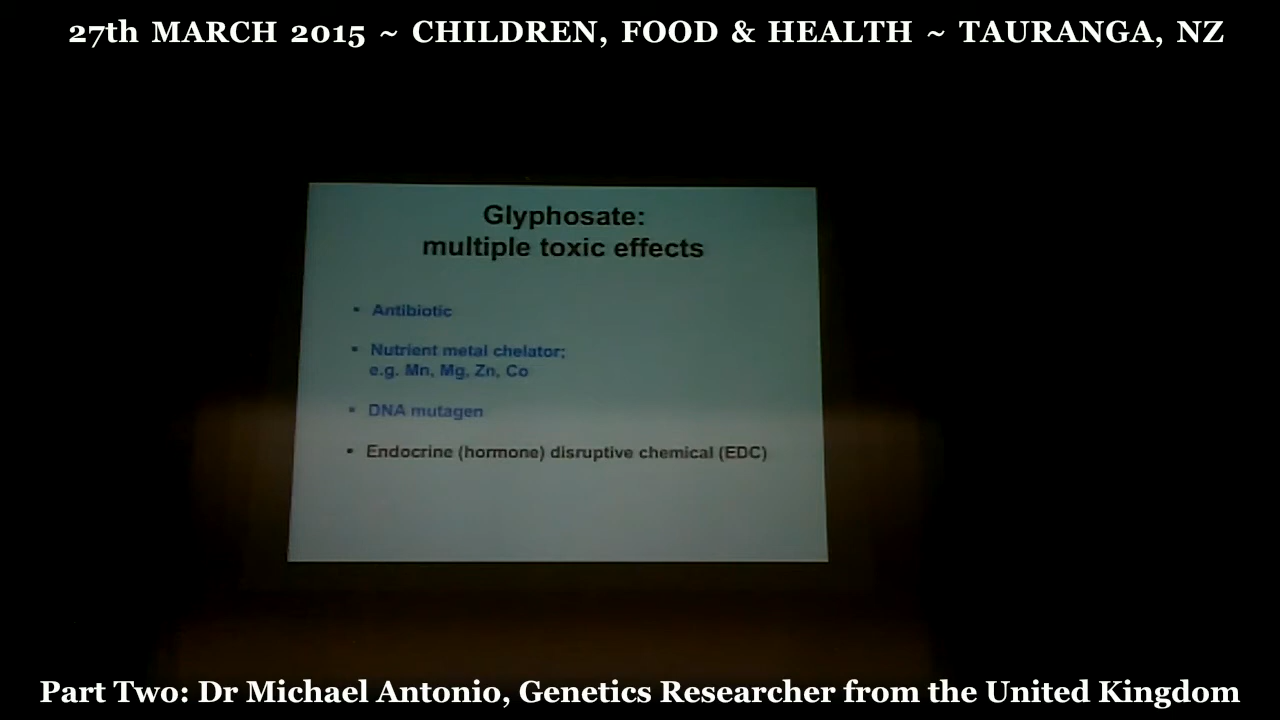 27th MARCH 2015 ~ CHILDREN, FOOD & HEALTH ~ TAURANGA, NZ
Glyphosate:
multiple toxic effects
• Antibiotic
• Nutrient metal chelator;
e.g. Mn, Mg, Zn, Co
• DNA mutagen
• Endocrine (hormone) disruptive chemical (EDC)
Part Two: Dr Michael Antonio, Genetics Researcher from the United Kingdom